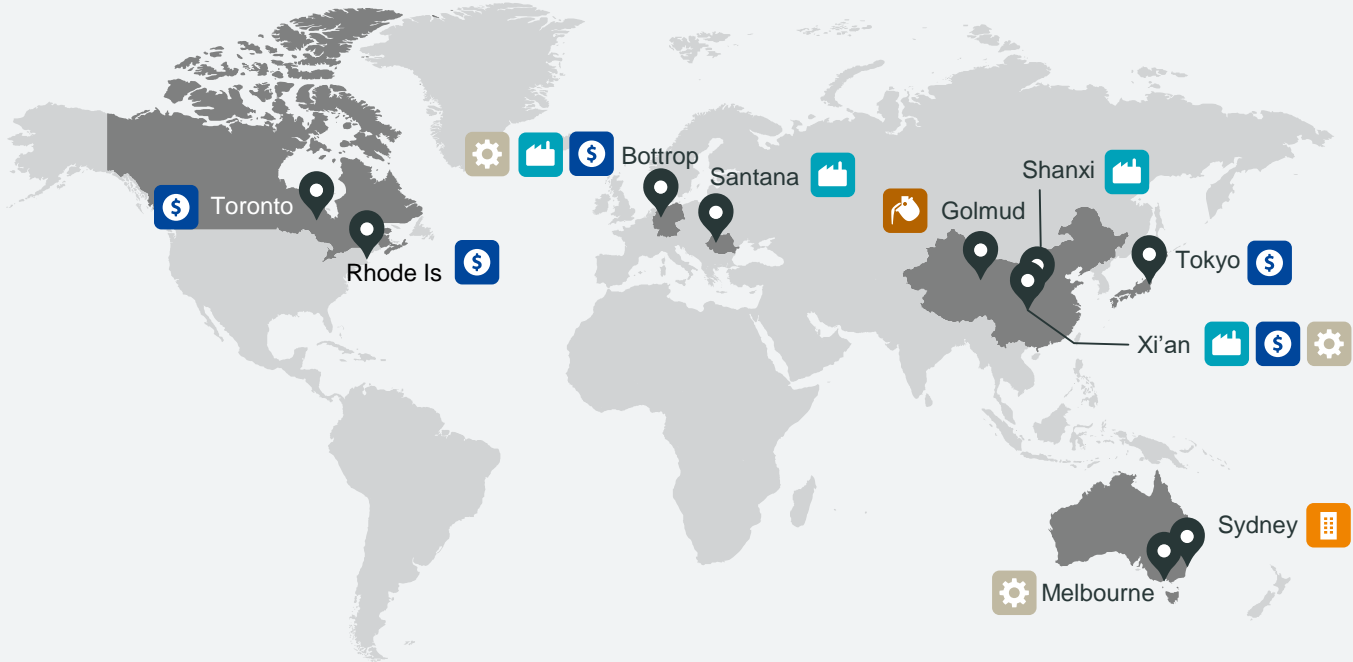 Bottrop
Santana
Shanxi
Toronto
Golmud
Tokyo
Rhode Is
Xi’an
Sydney
Melbourne